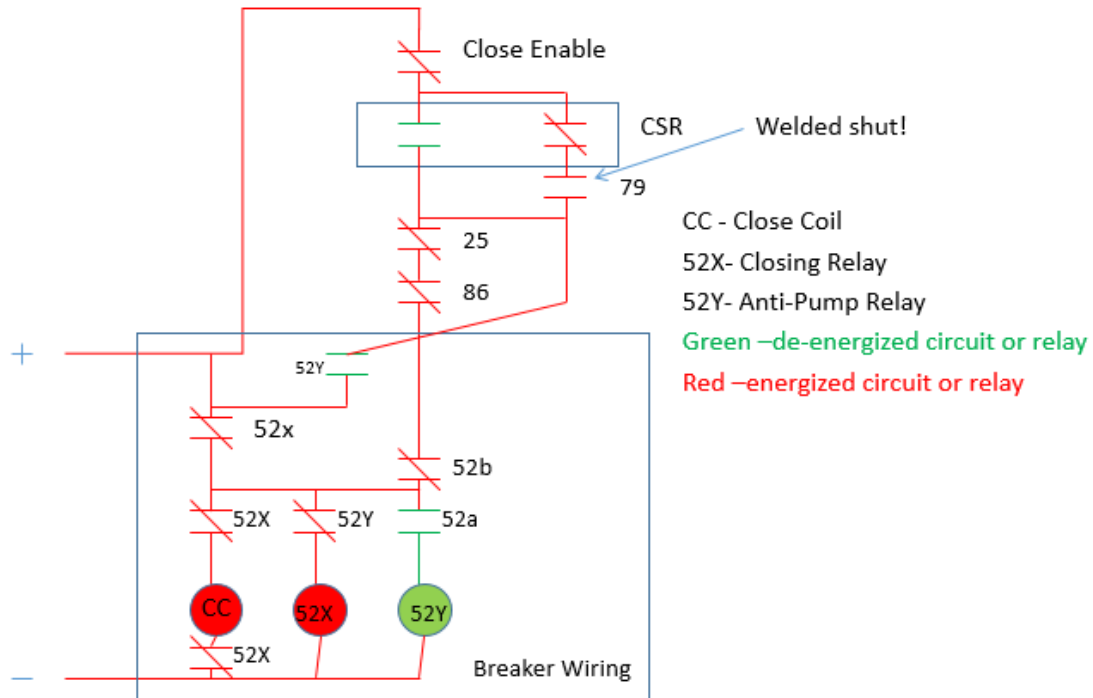 Close Enable
CSR
Welded shut!
79
25
86
CC - Close Coil
52X- Closing Relay
52Y- Anti-Pump Relay
Green –de-energized circuit or relay
Red –energized circuit or relay
+
52Y
52x
52b
52X
52Y
52a
CC
52X
52Y
52X
Breaker Wiring
−